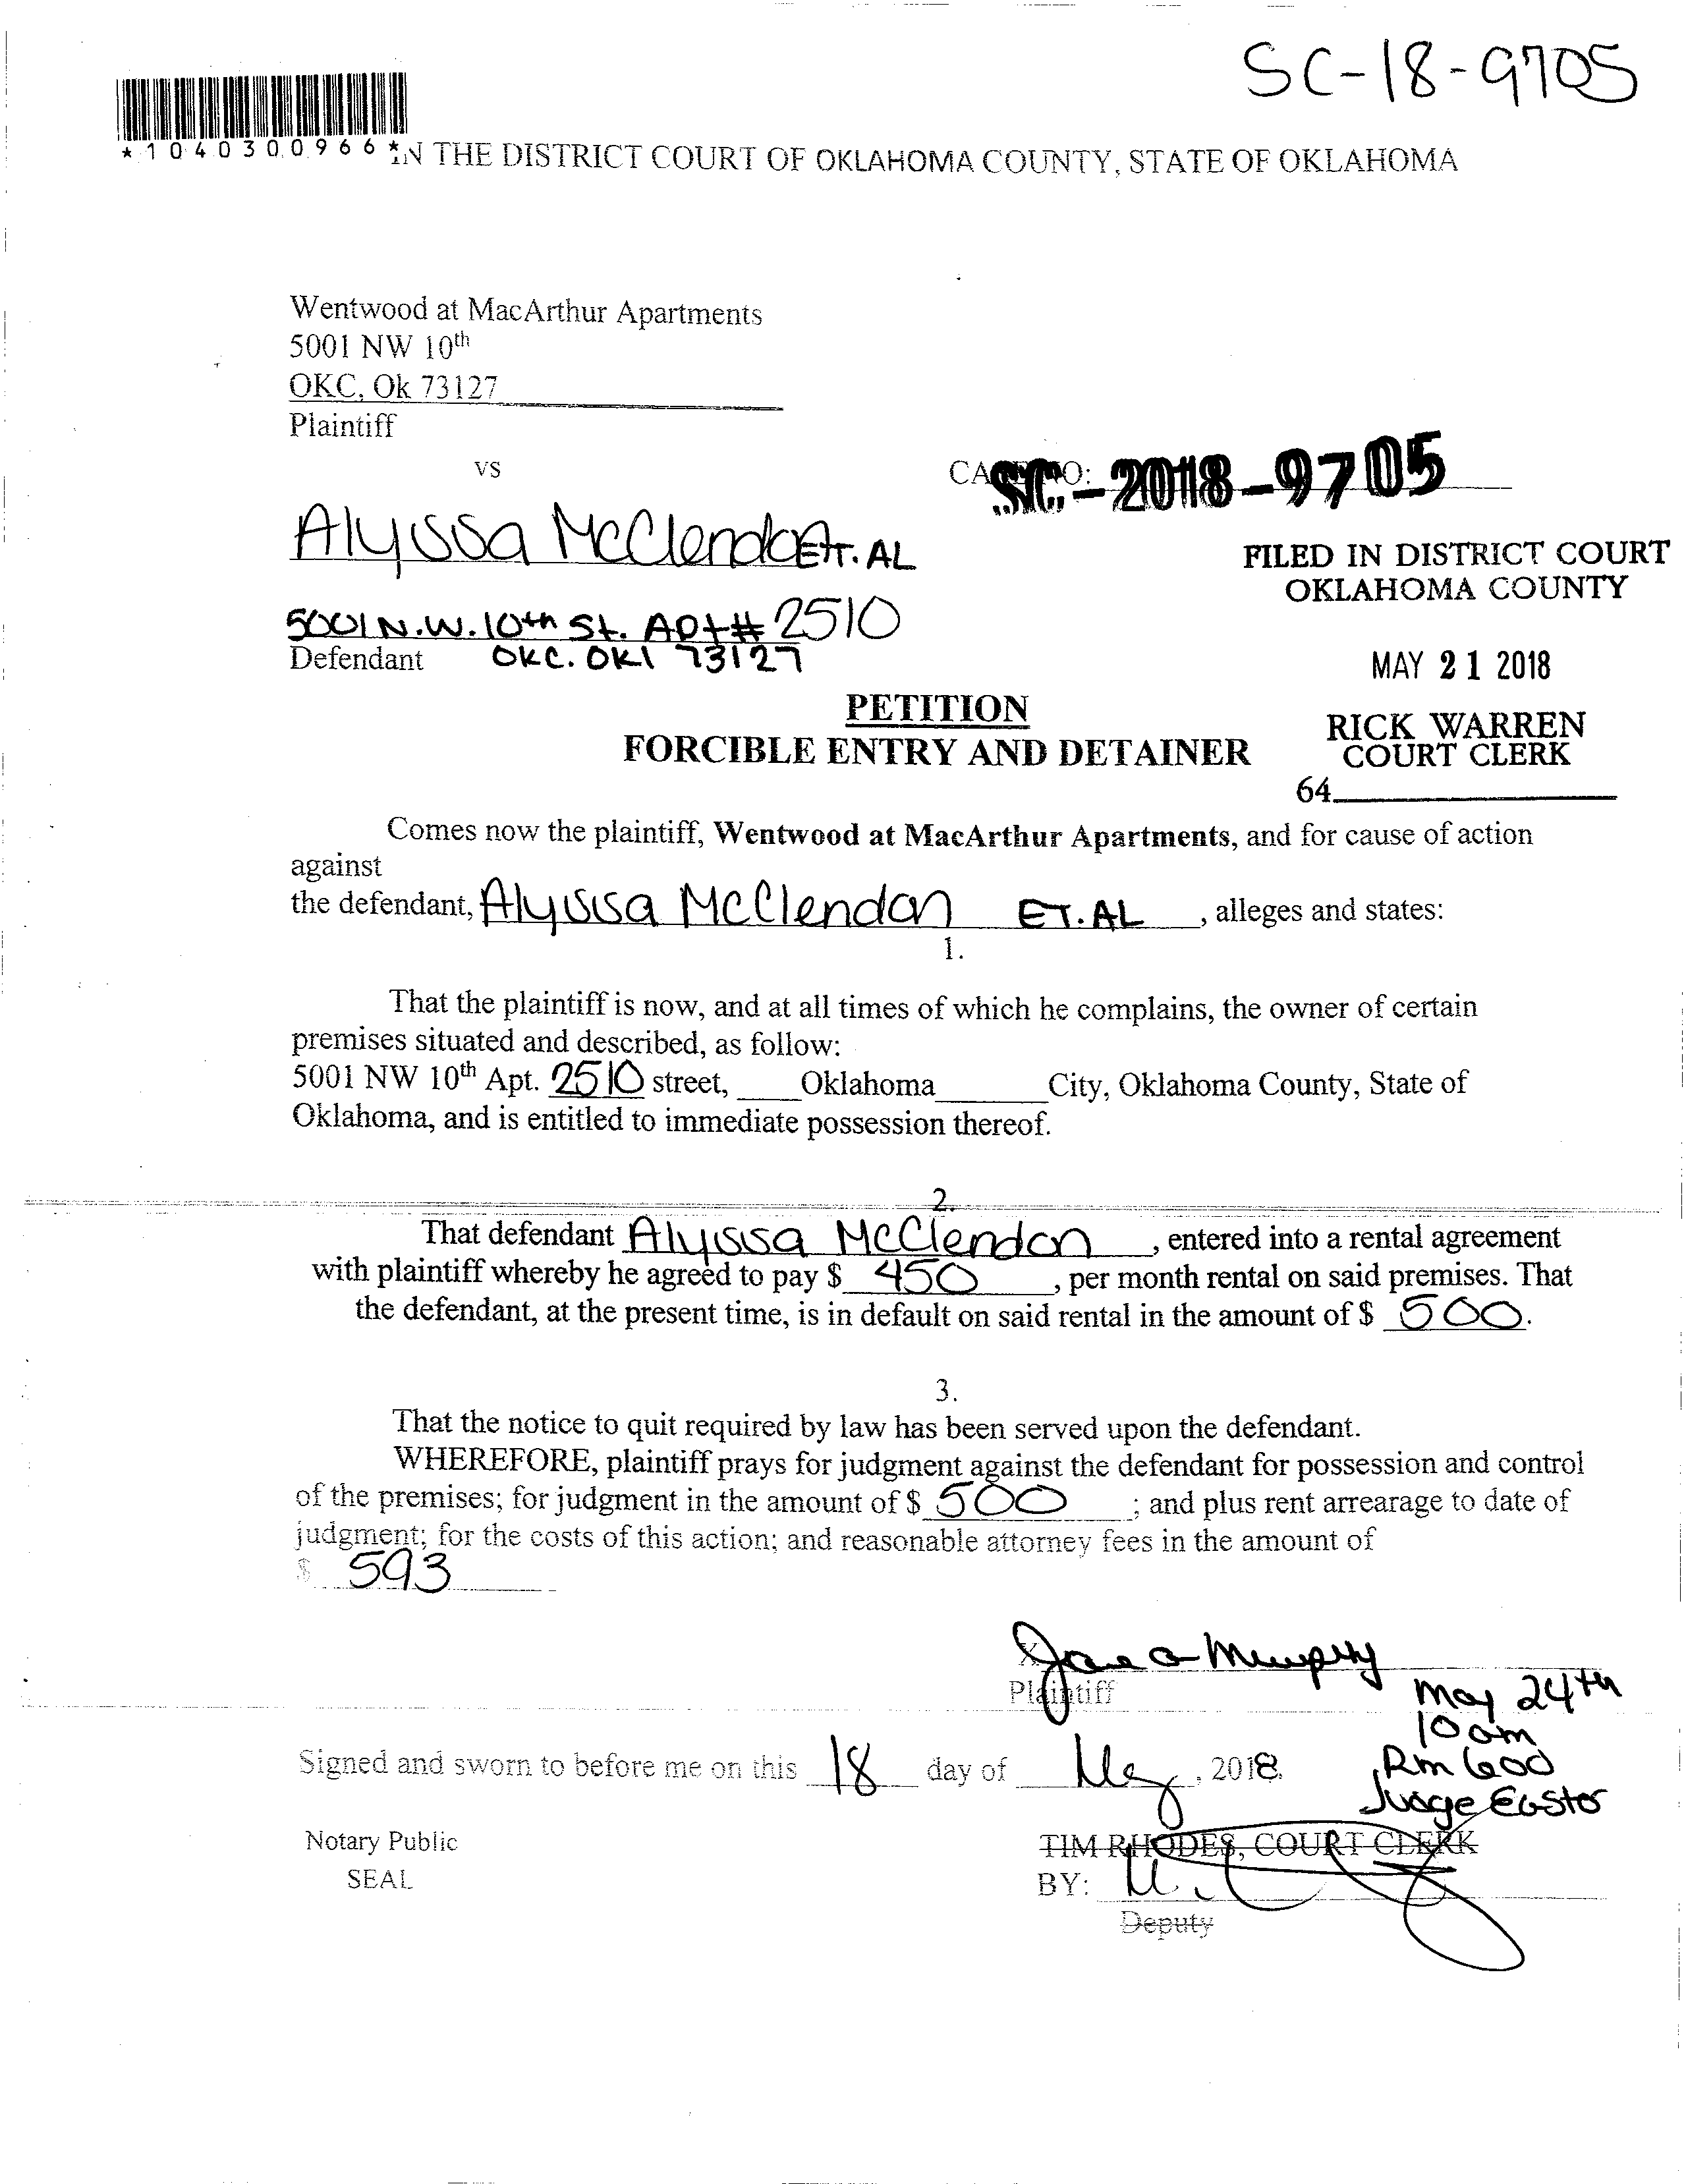 SC-18-9705
*1040300966*
IN THE DISTRICT COURT OF OKLAHOMA COUNTY, STATE OF OKLAHOMA
Wentwood at MacArthur Apartments
5001 NW 10th
OKC, Ok 73127
Plaintiff
vs
CASE NO:
SC-2018-9705
Alyssa McClendon ET. AL
FILED IN DISTRICT COURT
OKLAHOMA COUNTY
5001 N.W. 10th St. Apt# 2510
Defendant OKC. OKl 73127
MAY 21 2018
PETITION
FORCIBLE ENTRY AND DETAINER
RICK WARREN
COURT CLERK
64
Comes now the plaintiff, Wentwood at MacArthur Apartments, and for cause of action
against
the defendant, Alyssa McClendon ET. AL , alleges and states:
1.
That the plaintiff is now, and at all times of which he complains, the owner of certain
premises situated and described, as follow:
5001 NW 10th Apt. 2510 street, Oklahoma City, Oklahoma County, State of
Oklahoma, and is entitled to immediate possession thereof.
2.
That defendant Alyssa McClendon , entered into a rental agreement
with plaintiff whereby he agreed to pay $ 450 , per month rental on said premises. That
the defendant, at the present time, is in default on said rental in the amount of $ 500.
3.
That the notice to quit required by law has been served upon the defendant.
WHEREFORE, plaintiff prays for judgment against the defendant for possession and control
of the premises; for judgment in the amount of $ 500 ; and plus rent arrearage to date of
judgment; for the costs of this action; and reasonable attorney fees in the amount of
$ 593
X
Murphy
Plaintiff
May 24th
10am
Rm 600
Judge Easter
Signed and sworn to before me on this 18 day of May, 2018.
Notary Public
SEAL
TIM RHODES, COURT CLERK
BY:
Deputy